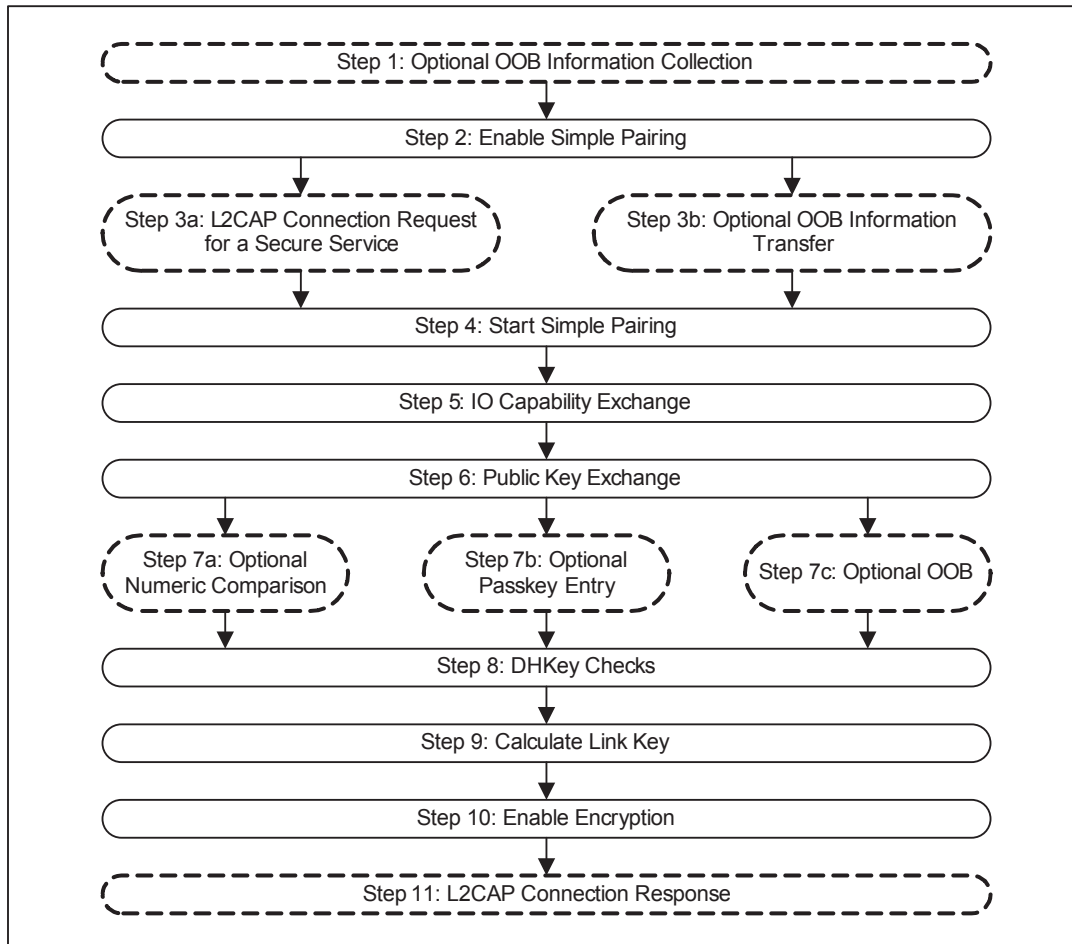 Step 1: Optional OOB Information Collection
Step 2: Enable Simple Pairing
Step 3a: L2CAP Connection Request
for a Secure Service
Step 3b: Optional OOB Information
Transfer
Step 4: Start Simple Pairing
Step 5: IO Capability Exchange
Step 6: Public Key Exchange
Step 7a: Optional
Numeric Comparison
Step 7b: Optional
Passkey Entry
Step 7c: Optional OOB
Step 8: DHKey Checks
Step 9: Calculate Link Key
Step 10: Enable Encryption
Step 11: L2CAP Connection Response